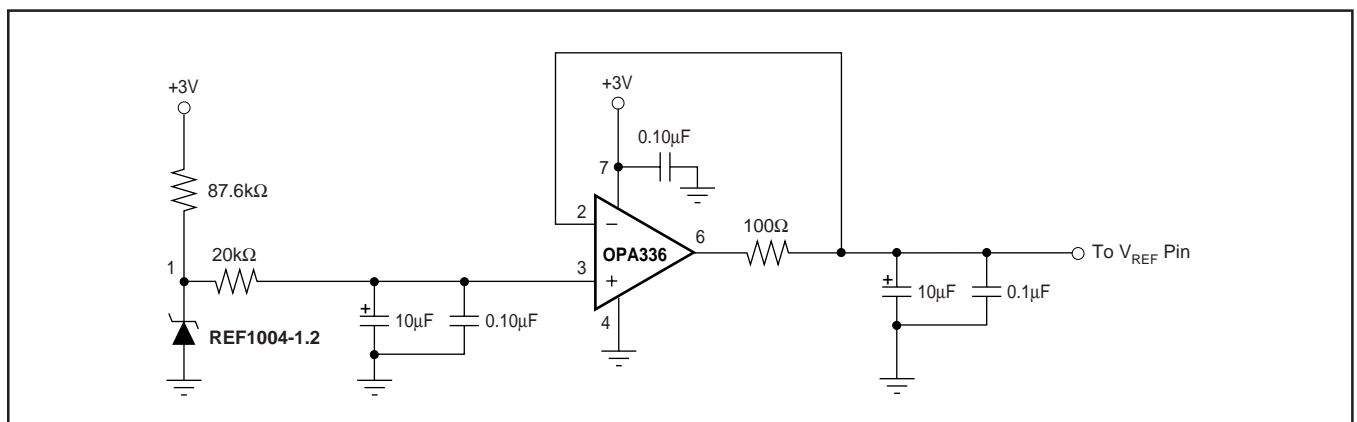 +3V
+3V
0.10µF
7
87.6kΩ
2
–
100Ω
6
OPA336
20kΩ
1
3
+
To VREF Pin
+
10µF
0.10µF
4
+
10µF
0.1µF
REF1004-1.2